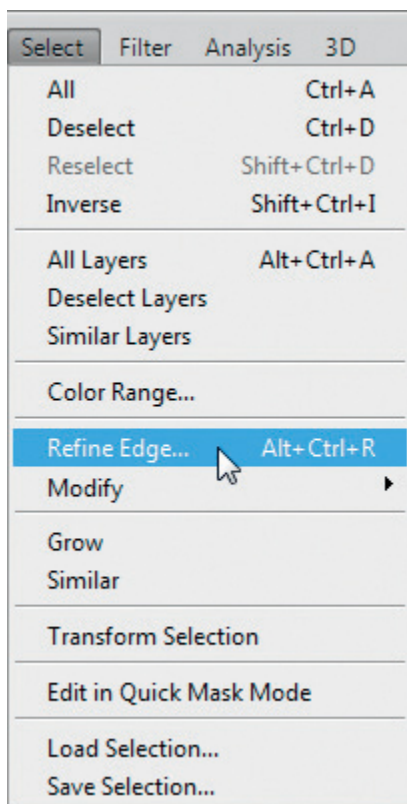 Select Filter Analysis 3D
All Ctrl+A
Deselect Ctrl+D
Reselect Shift+Ctrl+D
Inverse Shift+Ctrl+I
All Layers Alt+Ctrl+A
Deselect Layers
Similar Layers
Color Range...
Refine Edge... Alt+Ctrl+R
Modify
Grow
Similar
Transform Selection
Edit in Quick Mask Mode
Load Selection...
Save Selection...